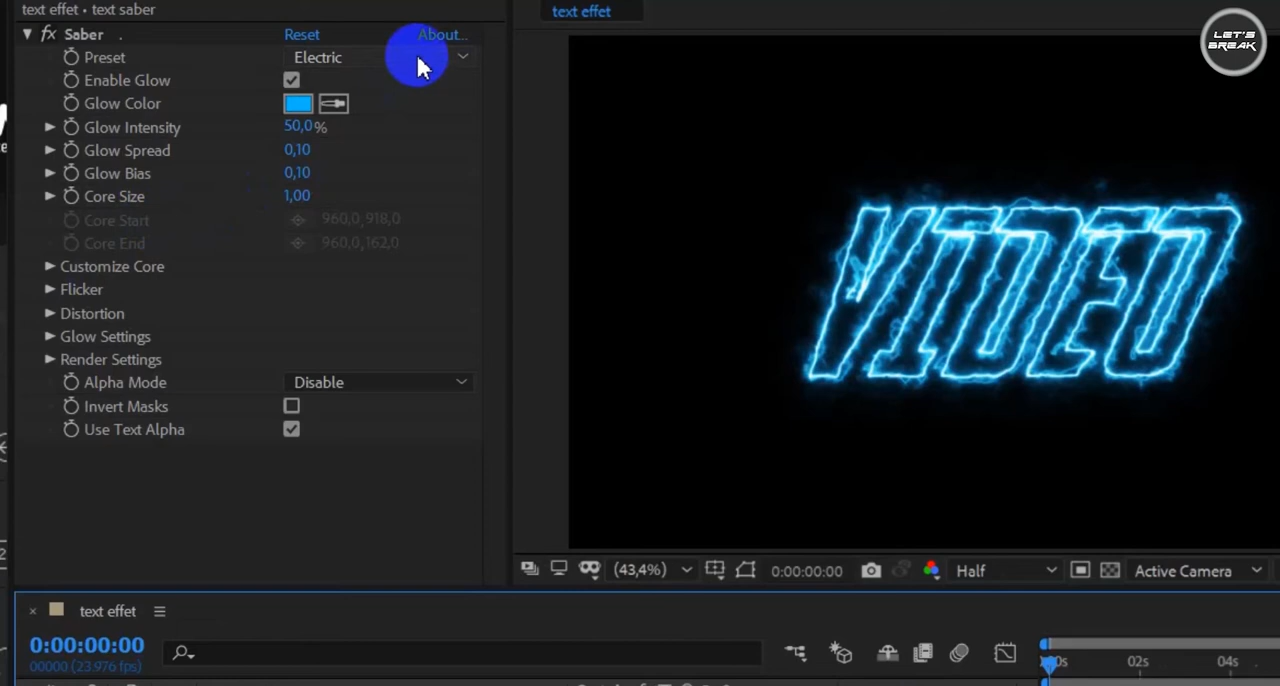 text effet • text saber
text effet
LET'S
BREAK
fx Saber . Reset About...
Preset Electric
Enable Glow
Glow Color
Glow Intensity 50,0 %
Glow Spread 0,10
Glow Bias 0,10
Core Size 1,00
Core Start 960,0,918,0
Core End 960,0,162,0
Customize Core
Flicker
Distortion
Glow Settings
Render Settings
Alpha Mode Disable
Invert Masks
Use Text Alpha
VIDEO
(43,4%) 0:00:00:00 Half Active Camera
× text effet
0:00:00:00
00000 (23.976 fps)
02s 04s